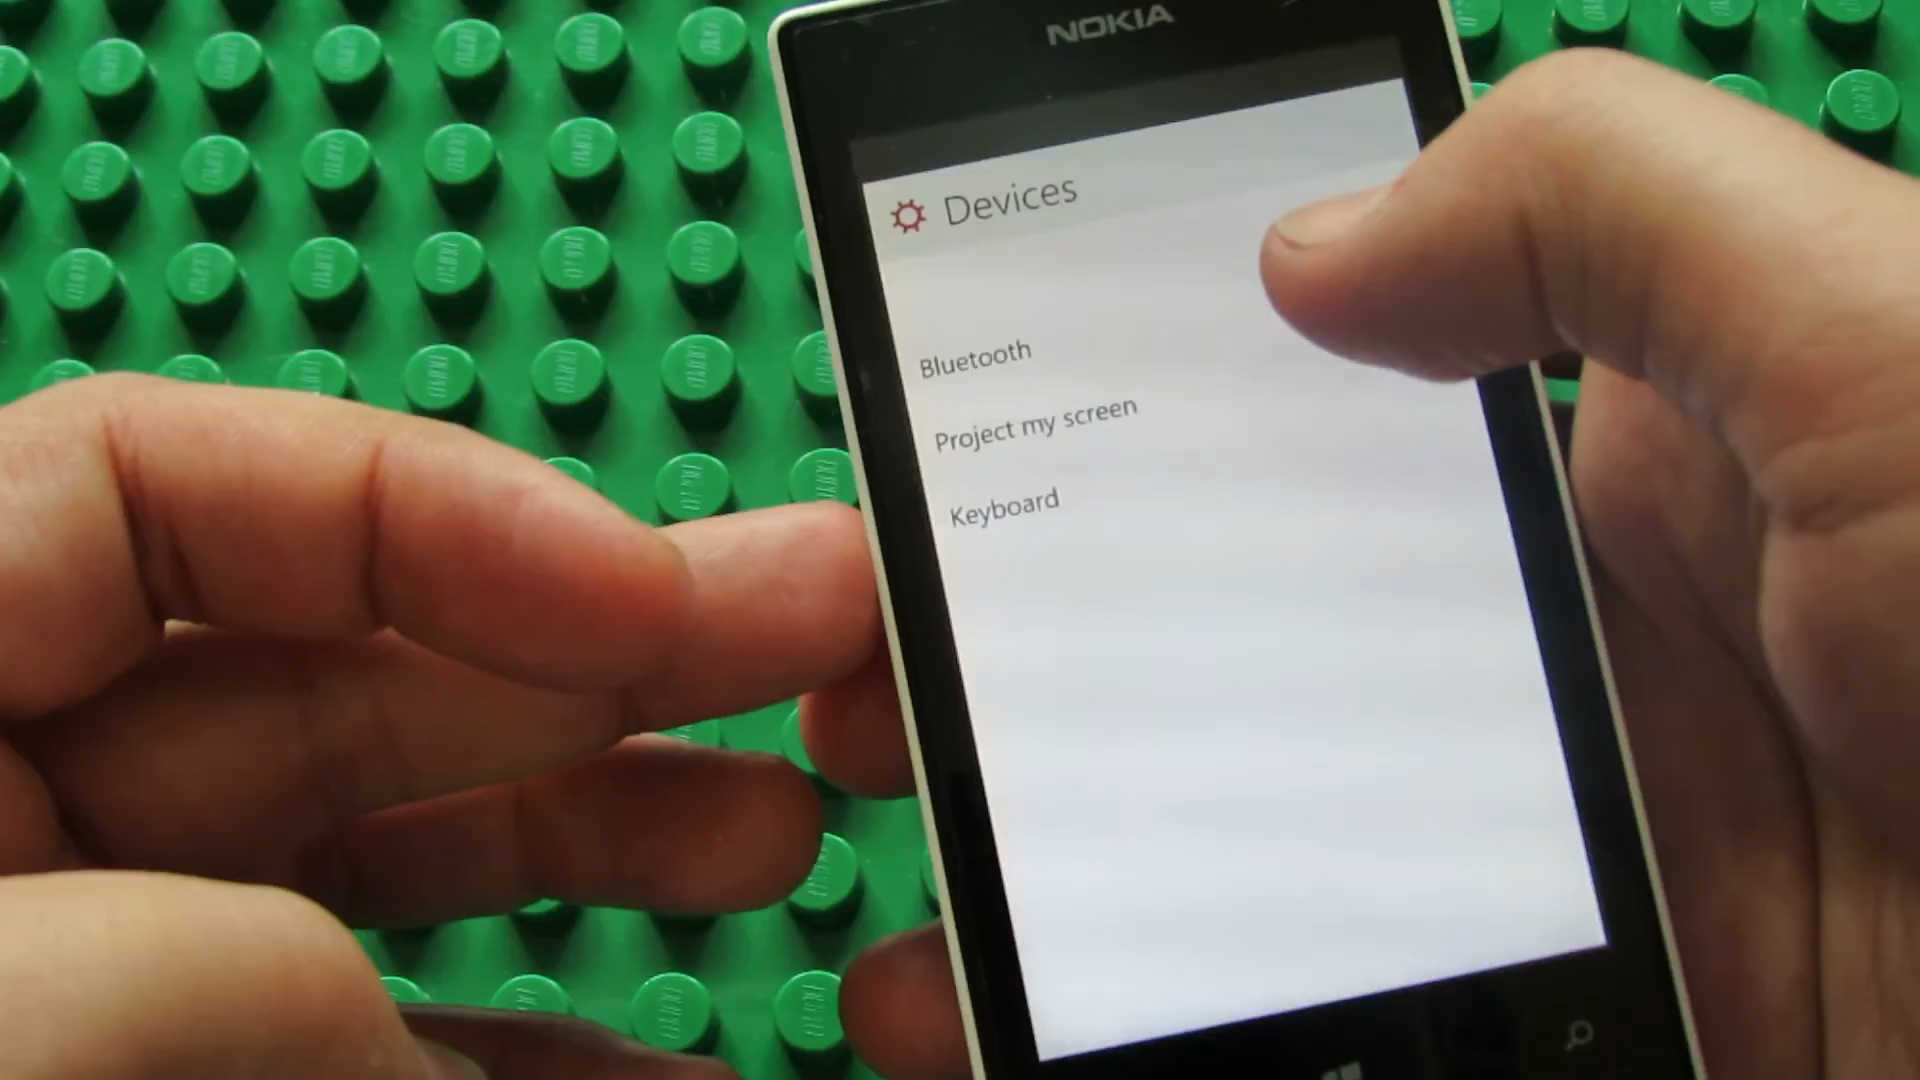 NOKIA
Devices
Bluetooth
Project my screen
Keyboard